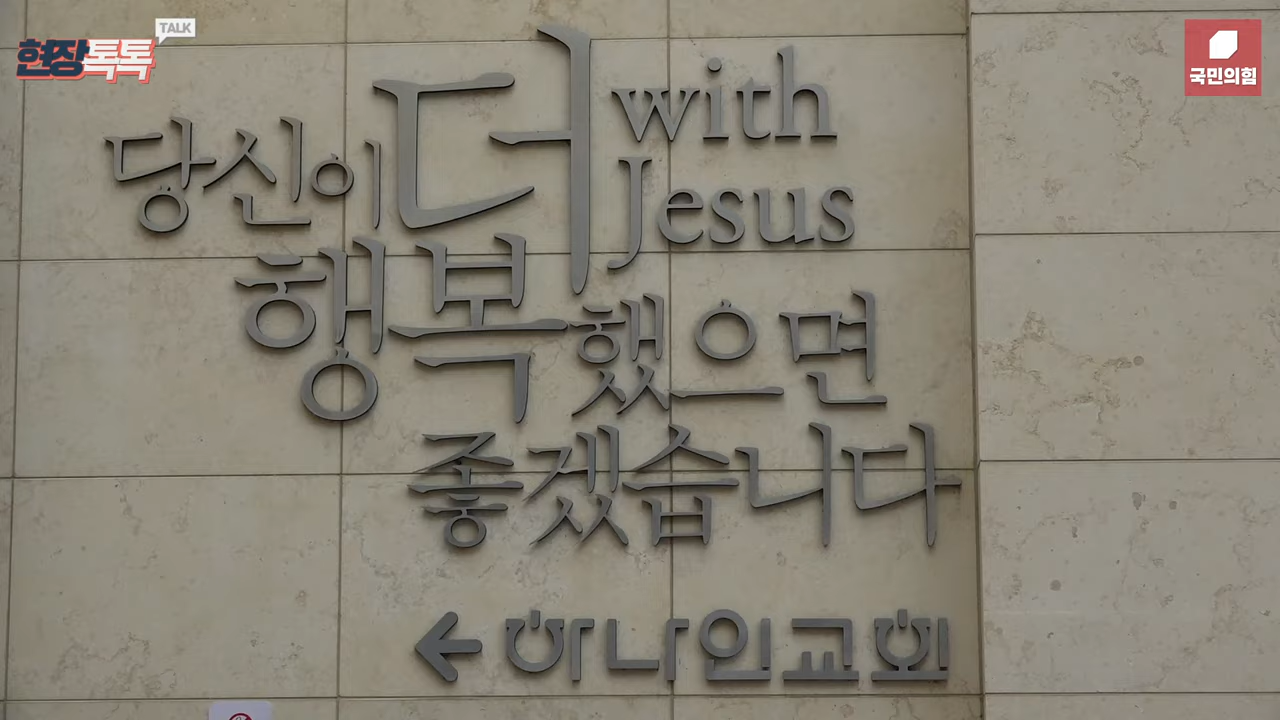 현장톡톡 TALK
국민의힘
당신이 더 with
Jesus
행복했으면
좋겠습니다
← 하나인교회